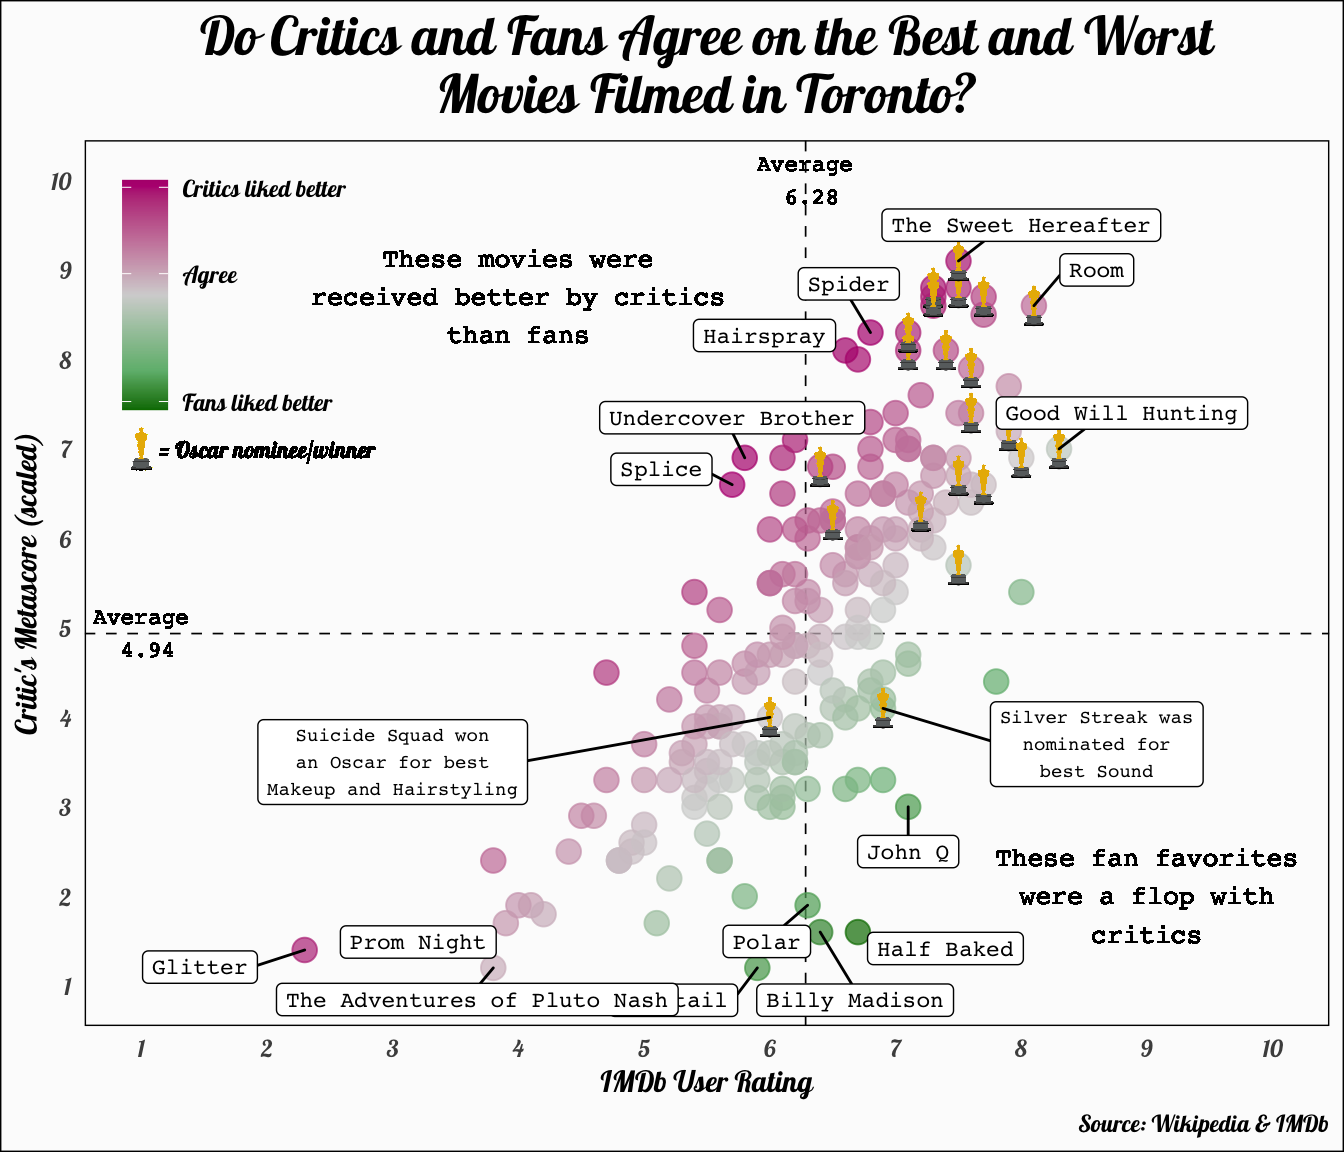 Do Critics and Fans Agree on the Best and Worst
Movies Filmed in Toronto?
Average
6.28
Critics liked better
Agree
Fans liked better
= Oscar nominee/winner
These movies were
received better by critics
than fans
The Sweet Hereafter
Room
Spider
Hairspray
Good Will Hunting
Undercover Brother
Splice
Average
4.94
Suicide Squad won
an Oscar for best
Makeup and Hairstyling
Silver Streak was
nominated for
best Sound
John Q
These fan favorites
were a flop with
critics
Polar
Half Baked
Prom Night
Glitter
The Adventures of Pluto Nash
tail
Billy Madison
10
9
8
7
6
5
4
3
2
1
Critic's Metascore (scaled)
1 2 3 4 5 6 7 8 9 10
IMDb User Rating
Source: Wikipedia & IMDb